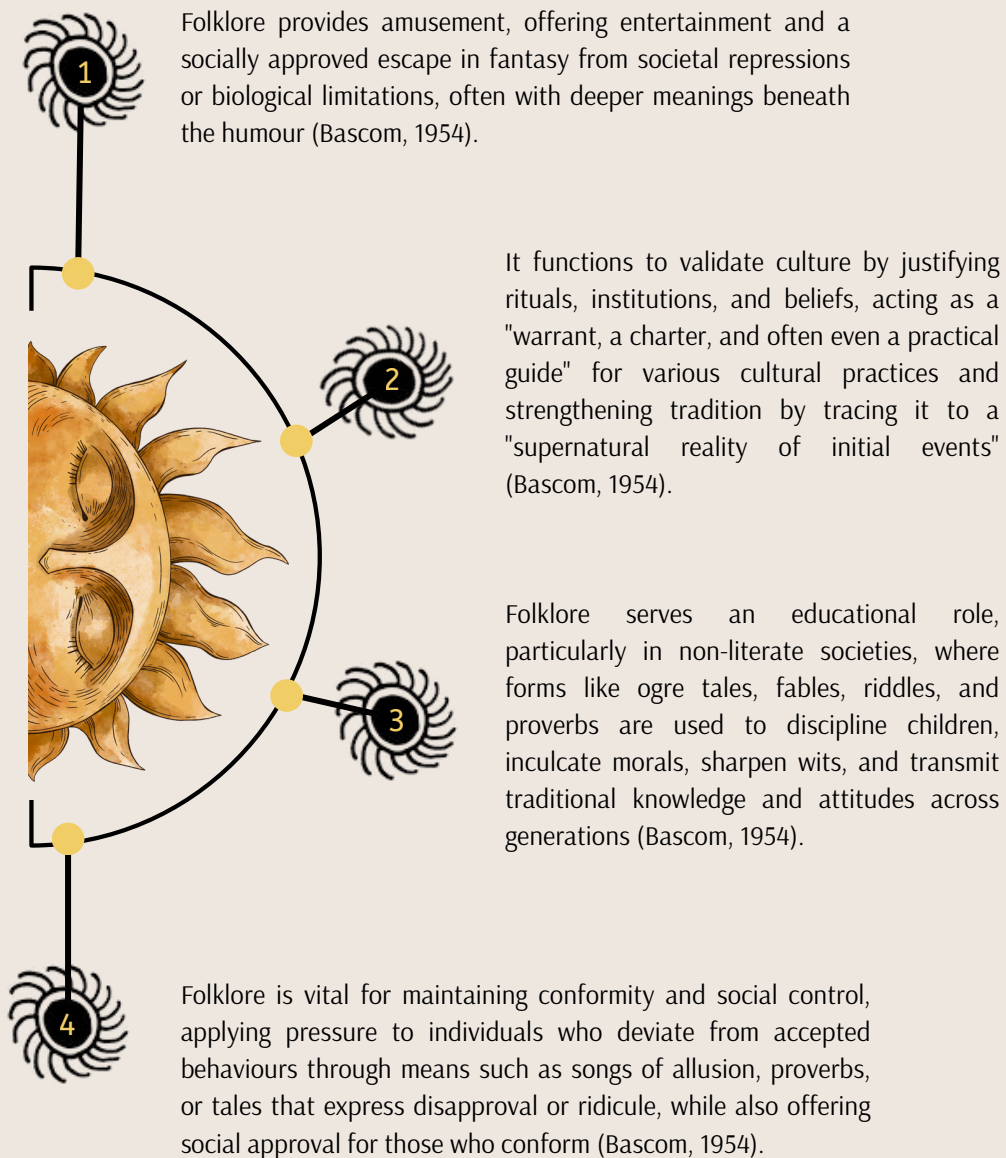 1
Folklore provides amusement, offering entertainment and a
socially approved escape in fantasy from societal repressions
or biological limitations, often with deeper meanings beneath
the humour (Bascom, 1954).
2
It functions to validate culture by justifying
rituals, institutions, and beliefs, acting as a
"warrant, a charter, and often even a practical
guide" for various cultural practices and
strengthening tradition by tracing it to a
"supernatural reality of initial events"
(Bascom, 1954).
3
Folklore serves an educational role,
particularly in non-literate societies, where
forms like ogre tales, fables, riddles, and
proverbs are used to discipline children,
inculcate morals, sharpen wits, and transmit
traditional knowledge and attitudes across
generations (Bascom, 1954).
4
Folklore is vital for maintaining conformity and social control,
applying pressure to individuals who deviate from accepted
behaviours through means such as songs of allusion, proverbs,
or tales that express disapproval or ridicule, while also offering
social approval for those who conform (Bascom, 1954).